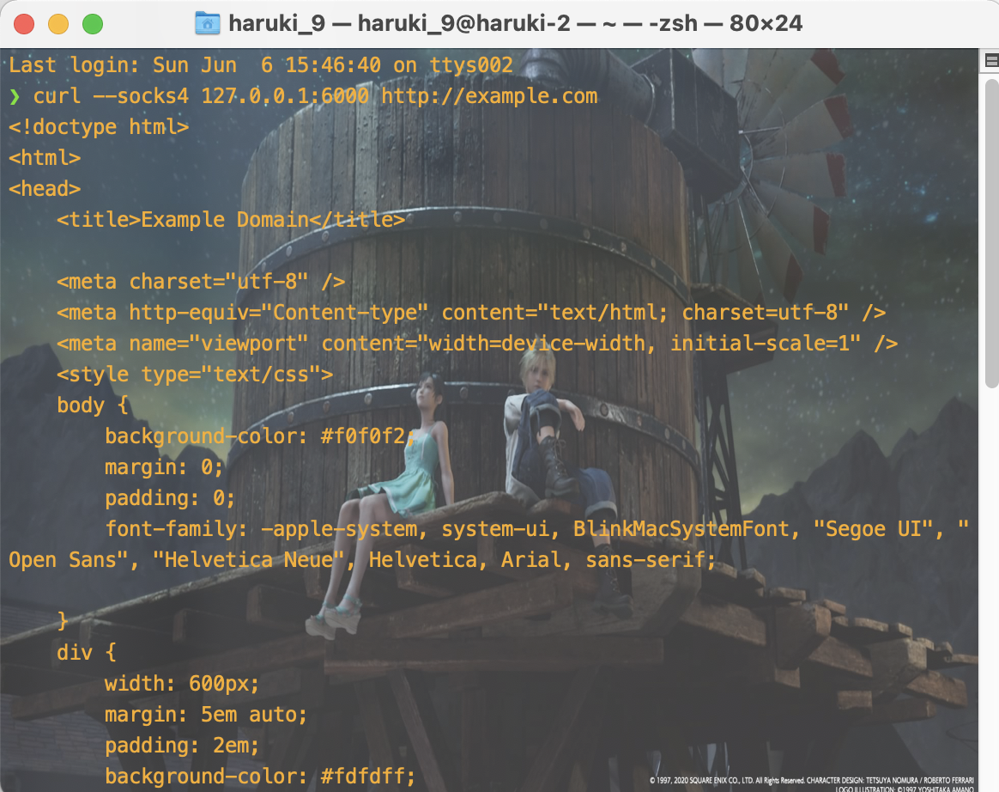 haruki_9 — haruki_9@haruki-2 — ~ — -zsh — 80×24
Last login: Sun Jun  6 15:46:40 on ttys002
❯ curl --socks4 127.0.0.1:6000 http://example.com
<!doctype html>
<html>
<head>
    <title>Example Domain</title>

    <meta charset="utf-8" />
    <meta http-equiv="Content-type" content="text/html; charset=utf-8" />
    <meta name="viewport" content="width=device-width, initial-scale=1" />
    <style type="text/css">
    body {
        background-color: #f0f0f2;
        margin: 0;
        padding: 0;
        font-family: -apple-system, system-ui, BlinkMacSystemFont, "Segoe UI", "
Open Sans", "Helvetica Neue", Helvetica, Arial, sans-serif;

    }
    div {
        width: 600px;
        margin: 5em auto;
        padding: 2em;
        background-color: #fdfdff;
© 1997, 2020 SQUARE ENIX CO., LTD. All Rights Reserved. CHARACTER DESIGN: TETSUYA NOMURA / ROBERTO FERRARI
LOGO ILLUSTRATION: ©1997 YOSHITAKA AMANO